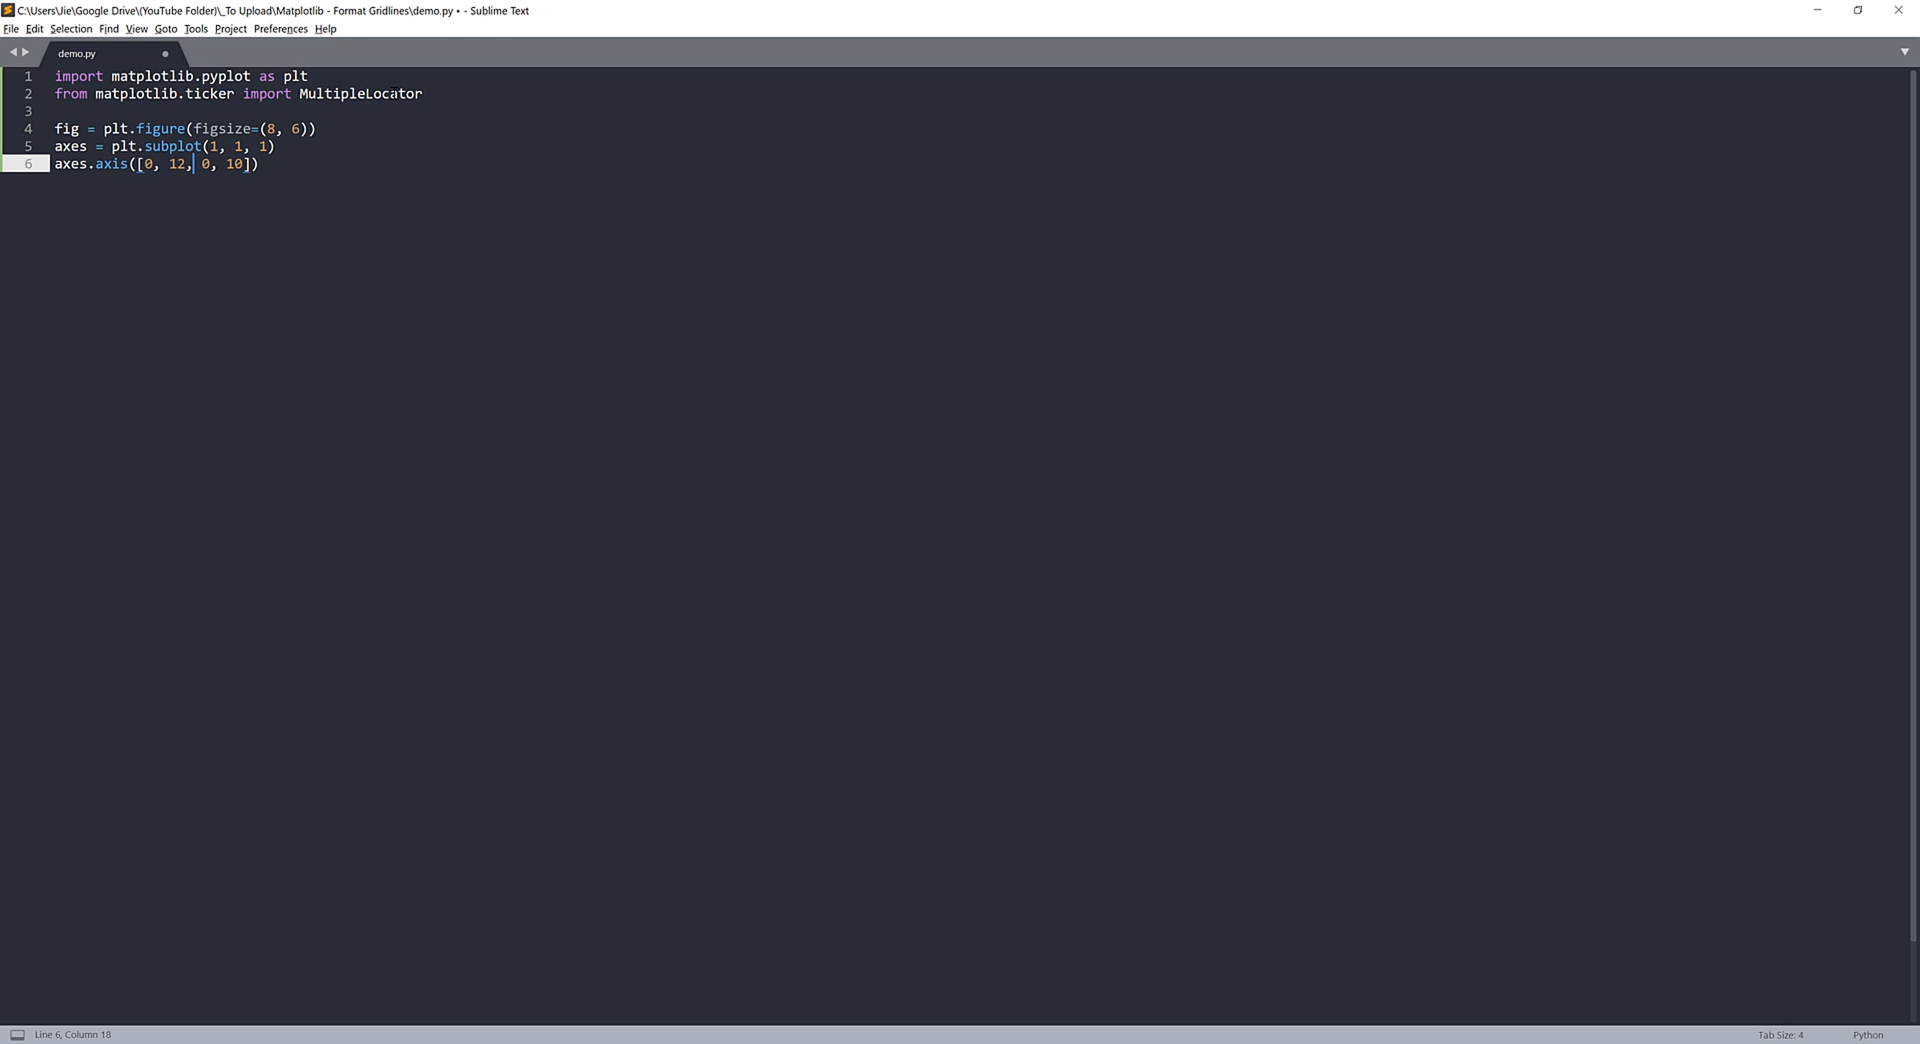 C:\Users\Jie\Google Drive\(YouTube Folder)\_To Upload\Matplotlib - Format Gridlines\demo.py • - Sublime Text
File Edit Selection Find View Goto Tools Project Preferences Help
demo.py
1 import matplotlib.pyplot as plt
2 from matplotlib.ticker import MultipleLocator
3
4 fig = plt.figure(figsize=(8, 6))
5 axes = plt.subplot(1, 1, 1)
6 axes.axis([0, 12, 0, 10])
Line 6, Column 18 Tab Size: 4 Python